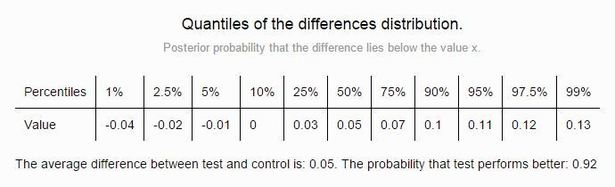 Quantiles of the differences distribution.
Posterior probability that the difference lies below the value x.
Percentiles 1% 2.5% 5% 10% 25% 50% 75% 90% 95% 97.5% 99%
Value -0.04 -0.02 -0.01 0 0.03 0.05 0.07 0.1 0.11 0.12 0.13
The average difference between test and control is: 0.05. The probability that test performs better: 0.92